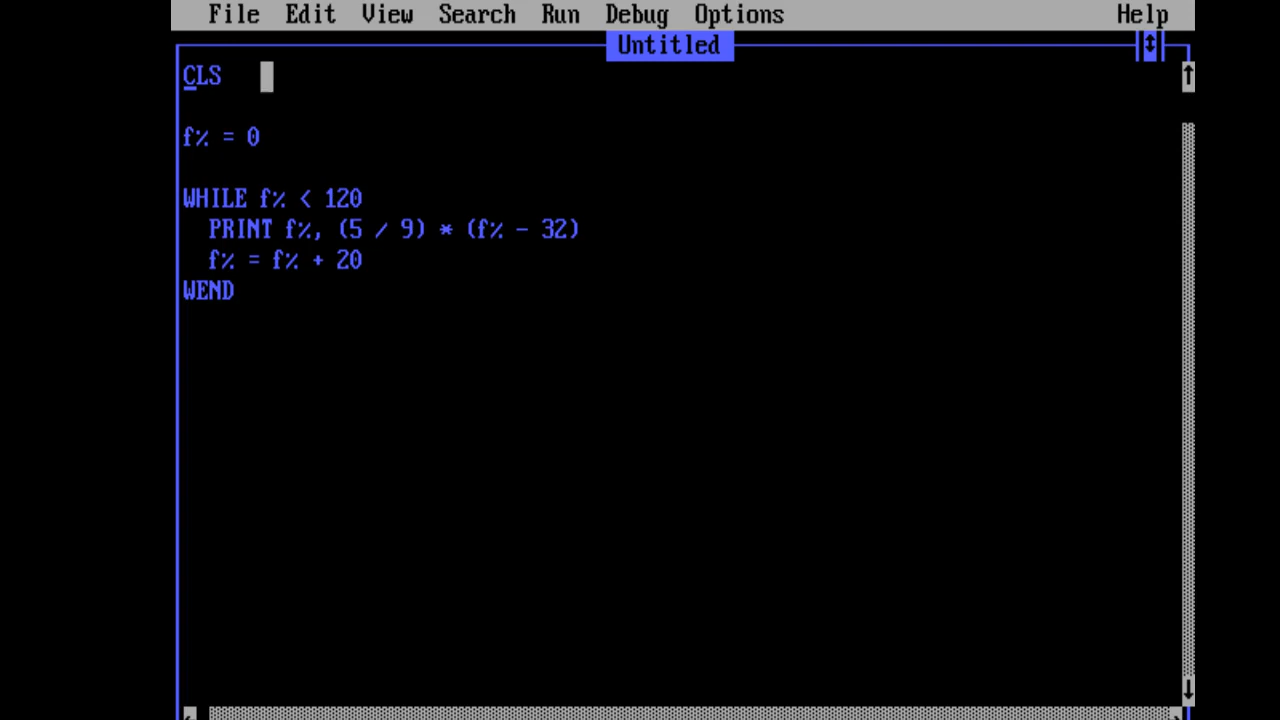 File Edit View Search Run Debug Options Help
Untitled
CLS
f% = 0
WHILE f% < 120
PRINT f%, (5 / 9) * (f% - 32)
f% = f% + 20
WEND